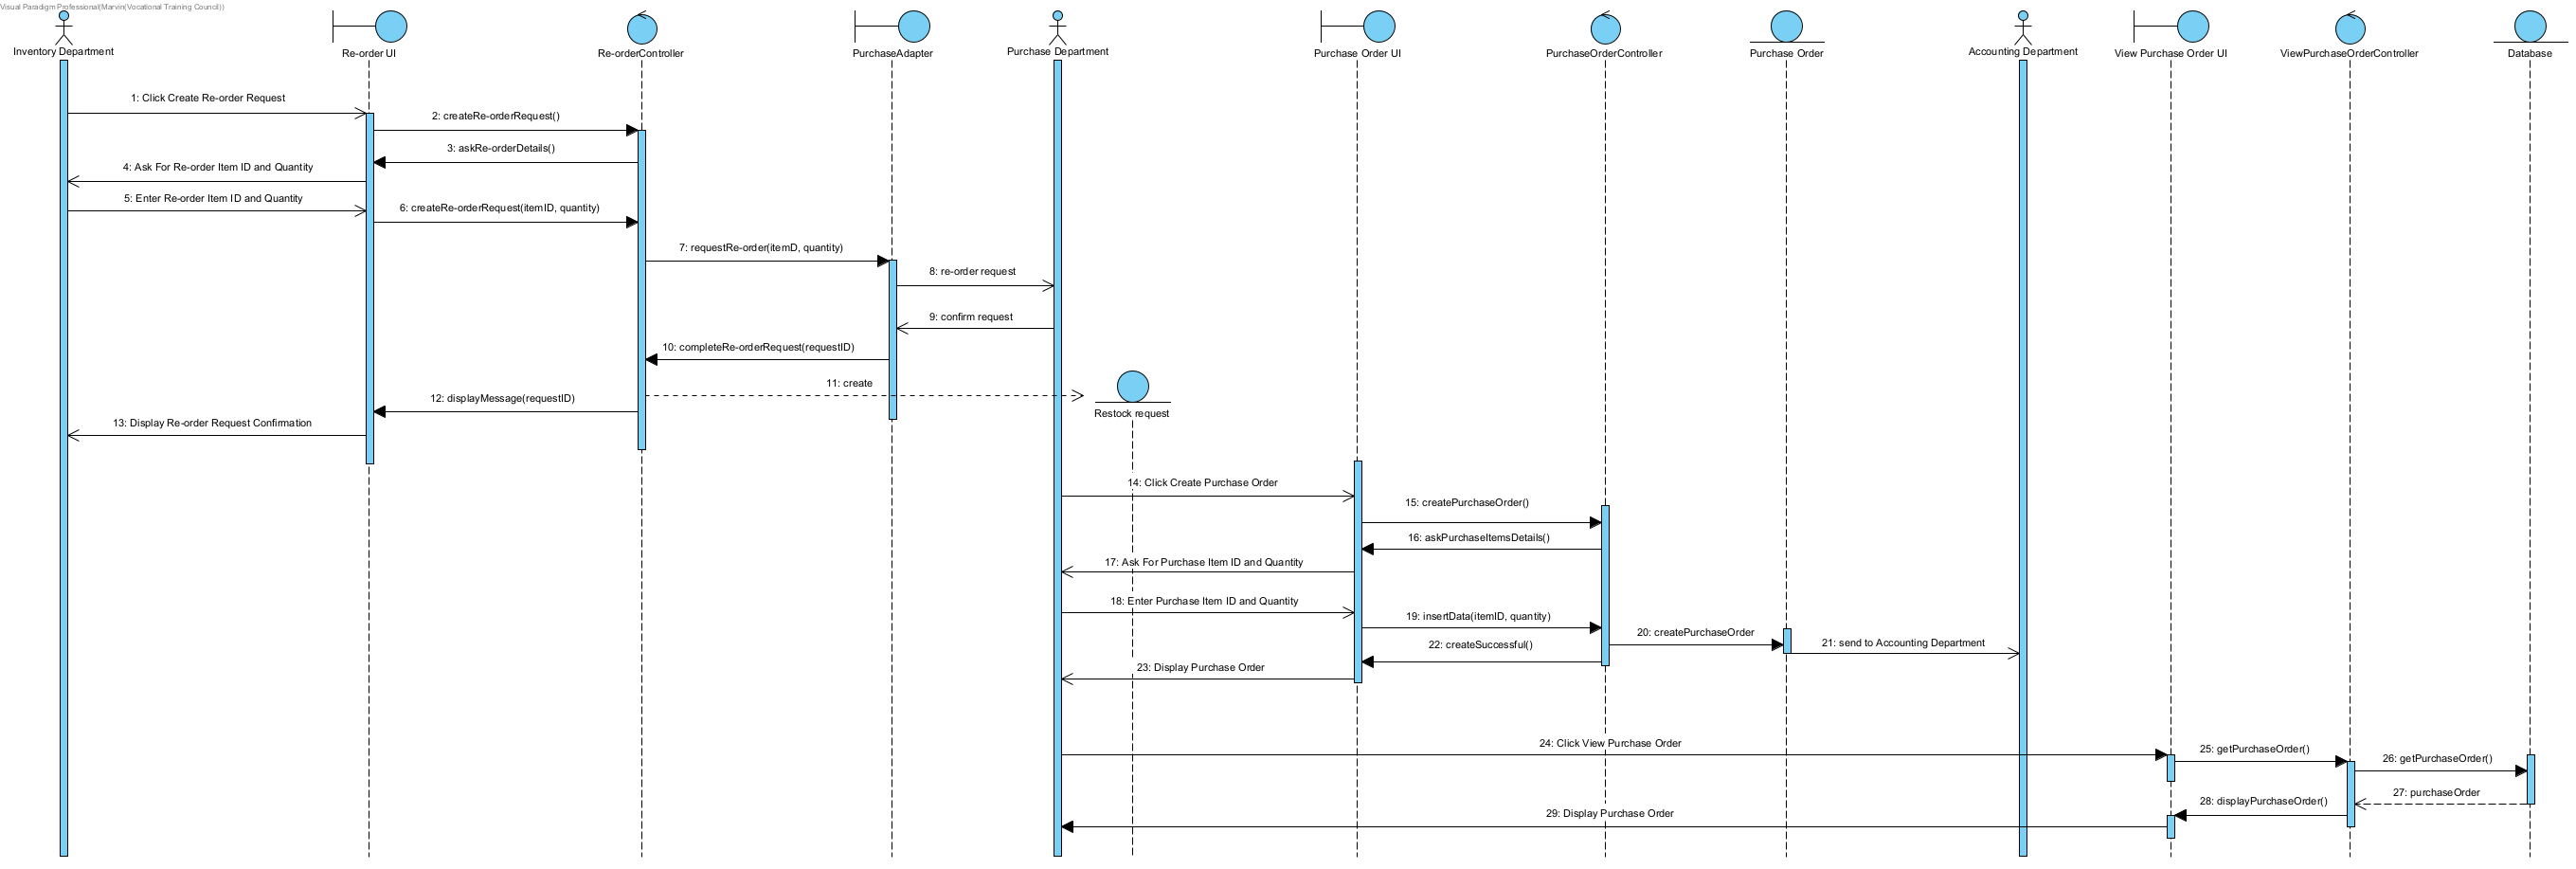 Visual Paradigm Professional(Marvin(Vocational Training Council))
Inventory Department
Re-order UI
Re-orderController
PurchaseAdapter
Purchase Department
Purchase Order UI
PurchaseOrderController
Purchase Order
Accounting Department
View Purchase Order UI
ViewPurchaseOrderController
Database
1: Click Create Re-order Request
2: createRe-orderRequest()
3: askRe-orderDetails()
4: Ask For Re-order Item ID and Quantity
5: Enter Re-order Item ID and Quantity
6: createRe-orderRequest(itemID, quantity)
7: requestRe-order(itemD, quantity)
8: re-order request
9: confirm request
10: completeRe-orderRequest(requestID)
11: create
Restock request
12: displayMessage(requestID)
13: Display Re-order Request Confirmation
14: Click Create Purchase Order
15: createPurchaseOrder()
16: askPurchaseItemsDetails()
17: Ask For Purchase Item ID and Quantity
18: Enter Purchase Item ID and Quantity
19: insertData(itemID, quantity)
20: createPurchaseOrder
21: send to Accounting Department
22: createSuccessful()
23: Display Purchase Order
24: Click View Purchase Order
25: getPurchaseOrder()
26: getPurchaseOrder()
27: purchaseOrder
28: displayPurchaseOrder()
29: Display Purchase Order